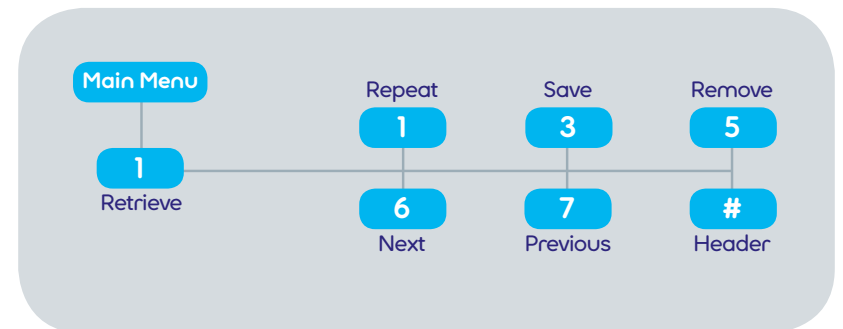 Main Menu
Repeat Save Remove
1 3 5
1
Retrieve
6 7 #
Next Previous Header